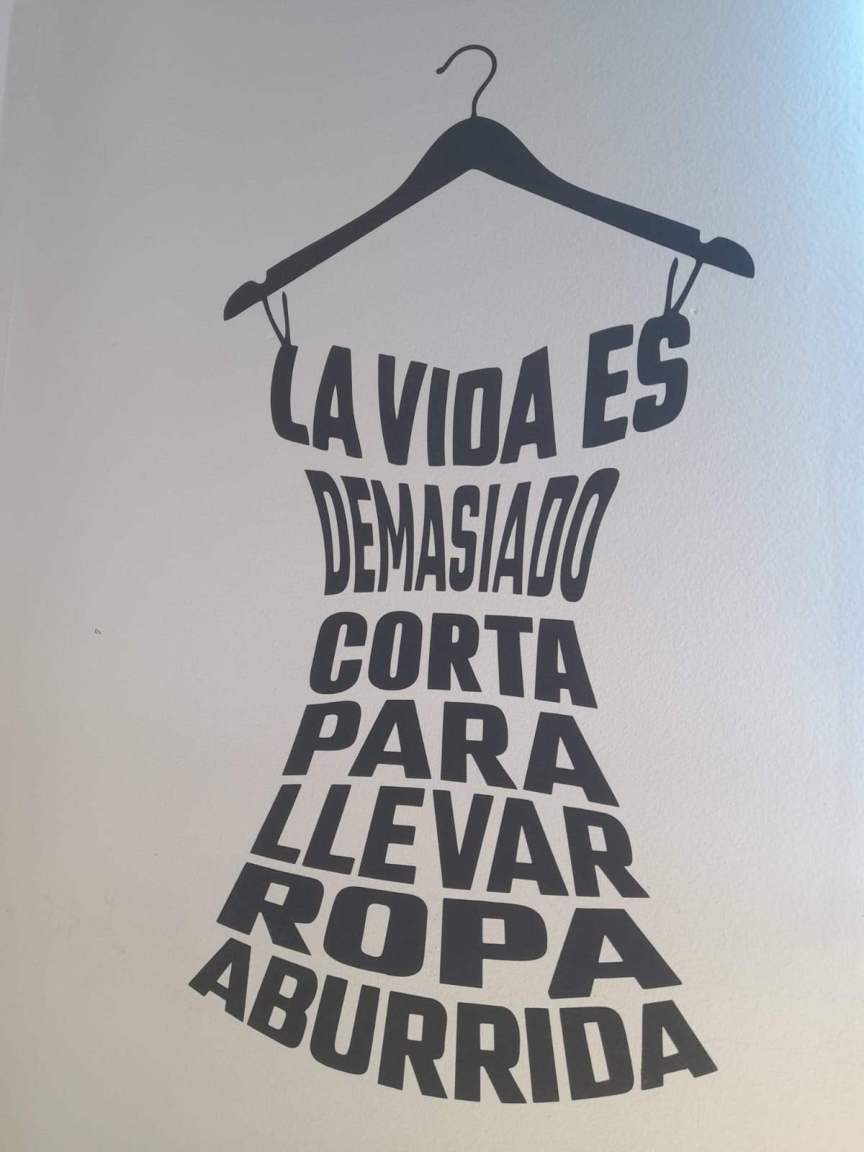 LA VIDA ES
DEMASIADO
CORTA
PARA
LLEVAR
ROPA
ABURRIDA